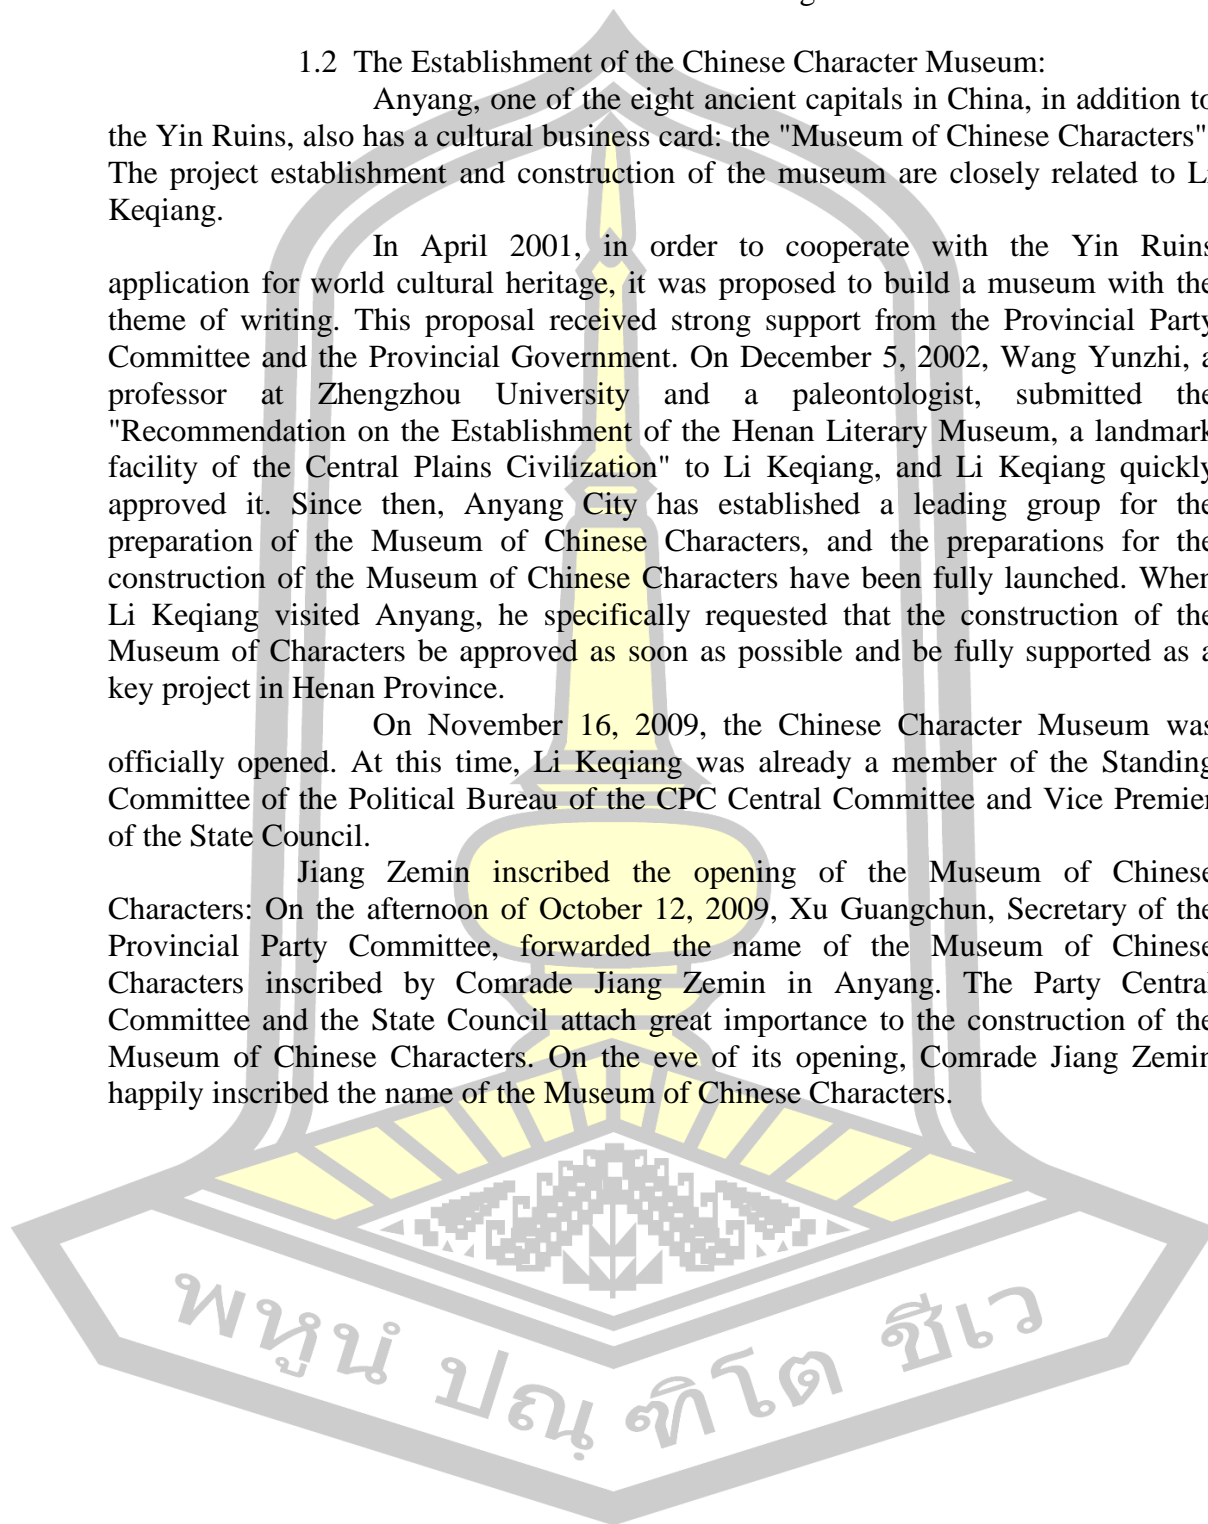 1.2 The Establishment of the Chinese Character Museum:
Anyang, one of the eight ancient capitals in China, in addition to
the Yin Ruins, also has a cultural business card: the "Museum of Chinese Characters"
The project establishment and construction of the museum are closely related to Li
Keqiang.
In April 2001, in order to cooperate with the Yin Ruins
application for world cultural heritage, it was proposed to build a museum with the
theme of writing. This proposal received strong support from the Provincial Party
Committee and the Provincial Government. On December 5, 2002, Wang Yunzhi, a
professor at Zhengzhou University and a paleontologist, submitted the
"Recommendation on the Establishment of the Henan Literary Museum, a landmark
facility of the Central Plains Civilization" to Li Keqiang, and Li Keqiang quickly
approved it. Since then, Anyang City has established a leading group for the
preparation of the Museum of Chinese Characters, and the preparations for the
construction of the Museum of Chinese Characters have been fully launched. When
Li Keqiang visited Anyang, he specifically requested that the construction of the
Museum of Characters be approved as soon as possible and be fully supported as a
key project in Henan Province.
On November 16, 2009, the Chinese Character Museum was
officially opened. At this time, Li Keqiang was already a member of the Standing
Committee of the Political Bureau of the CPC Central Committee and Vice Premier
of the State Council.
Jiang Zemin inscribed the opening of the Museum of Chinese
Characters: On the afternoon of October 12, 2009, Xu Guangchun, Secretary of the
Provincial Party Committee, forwarded the name of the Museum of Chinese
Characters inscribed by Comrade Jiang Zemin in Anyang. The Party Central
Committee and the State Council attach great importance to the construction of the
Museum of Chinese Characters. On the eve of its opening, Comrade Jiang Zemin
happily inscribed the name of the Museum of Chinese Characters.
พหูนํ ปณฺฑิโต ชีเว